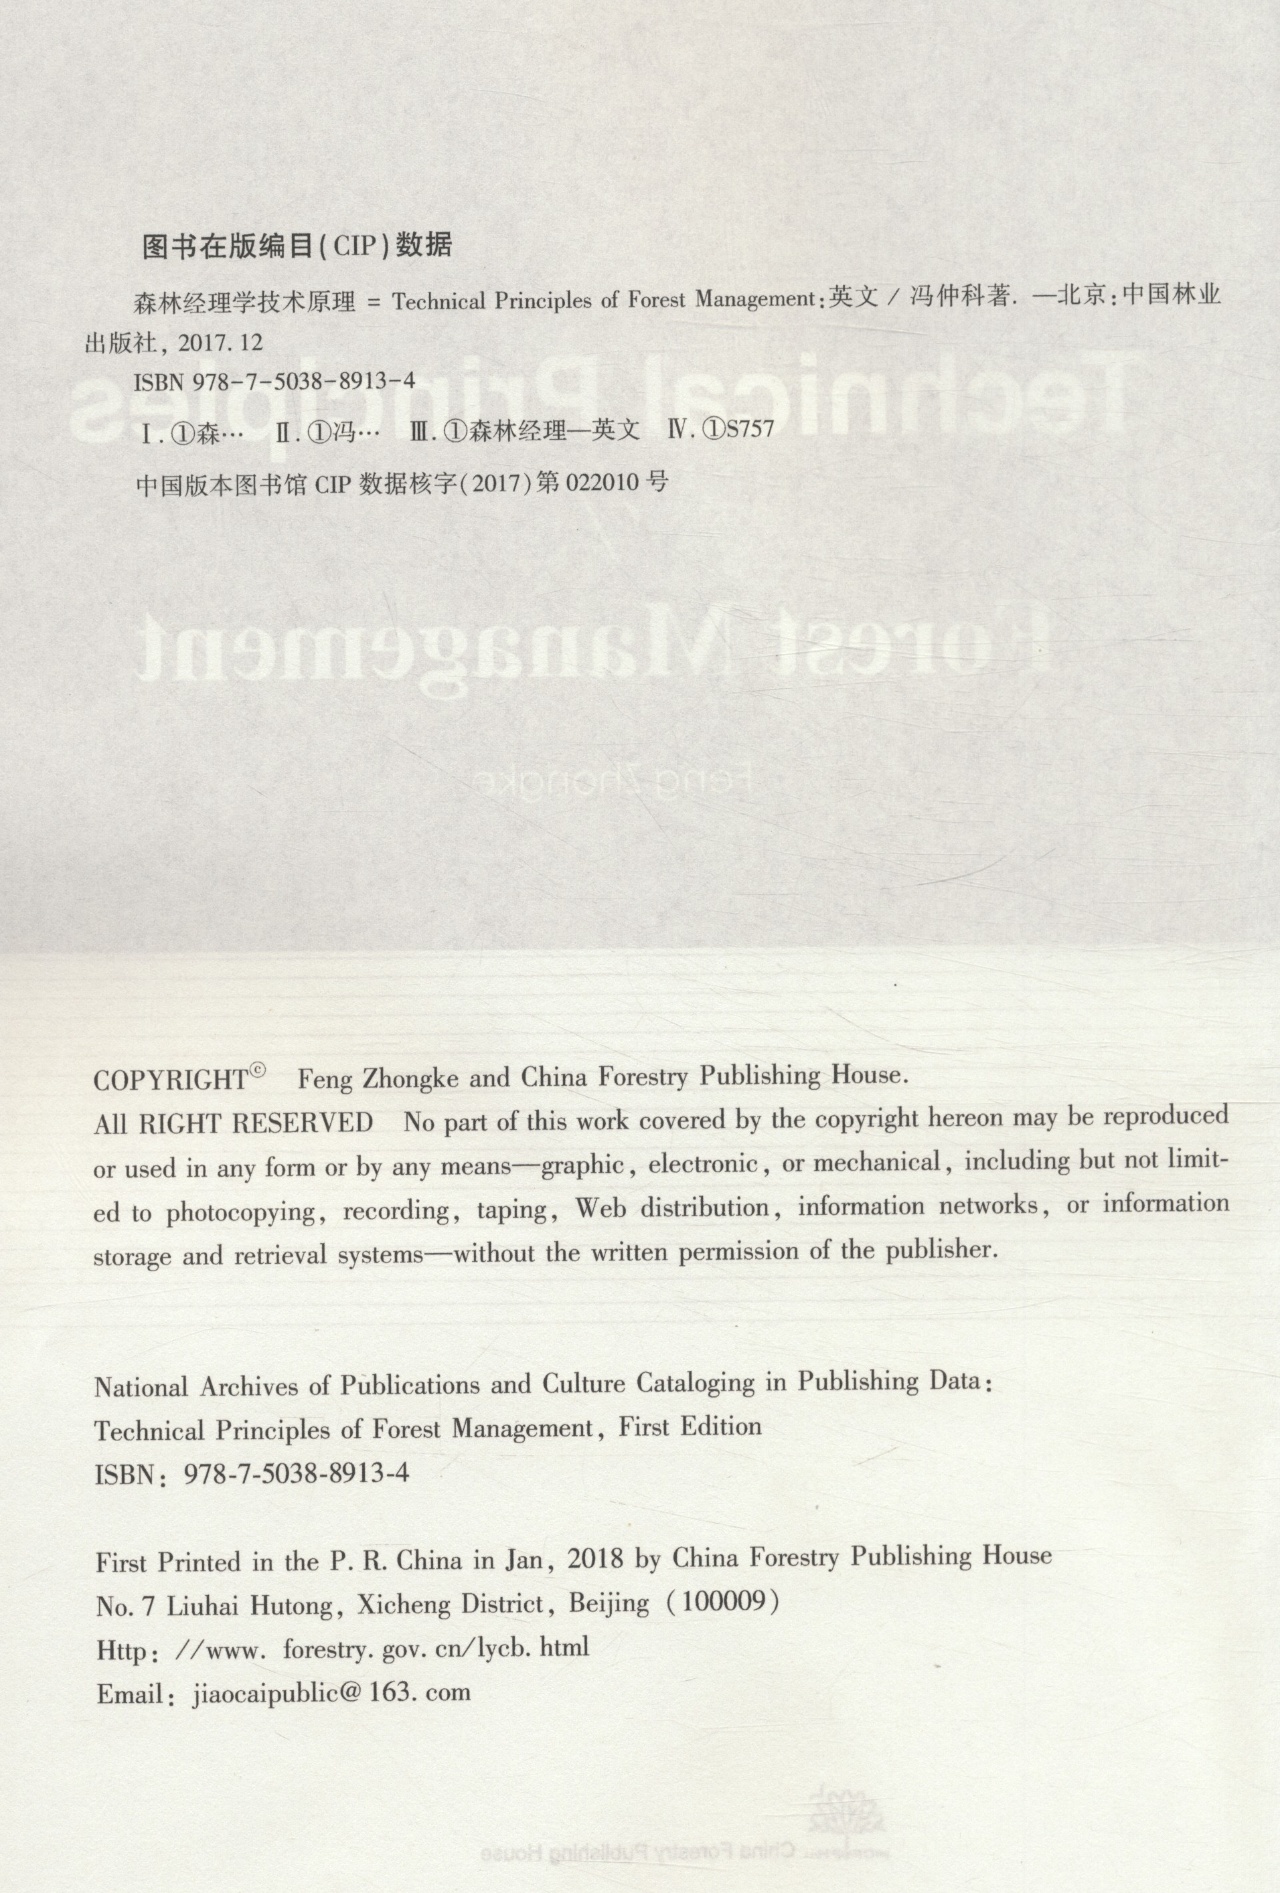 图书在版编目(CIP)数据
森林经理学技术原理 = Technical Principles of Forest Management:英文 / 冯仲科著. —北京:中国林业
出版社, 2017. 12
ISBN 978-7-5038-8913-4
Ⅰ.①森… Ⅱ.①冯… Ⅲ.①森林经理—英文 Ⅳ.①S757
中国版本图书馆 CIP 数据核字(2017)第 022010 号
Technical Principles
Forest Management
Feng Zhongke
COPYRIGHT© Feng Zhongke and China Forestry Publishing House.
All RIGHT RESERVED No part of this work covered by the copyright hereon may be reproduced
or used in any form or by any means—graphic, electronic, or mechanical, including but not limit-
ed to photocopying, recording, taping, Web distribution, information networks, or information
storage and retrieval systems—without the written permission of the publisher.
National Archives of Publications and Culture Cataloging in Publishing Data:
Technical Principles of Forest Management, First Edition
ISBN: 978-7-5038-8913-4
First Printed in the P. R. China in Jan, 2018 by China Forestry Publishing House
No. 7 Liuhai Hutong, Xicheng District, Beijing (100009)
Http: //www. forestry. gov. cn/lycb. html
Email: jiaocaipublic@ 163. com
China Forestry Publishing House